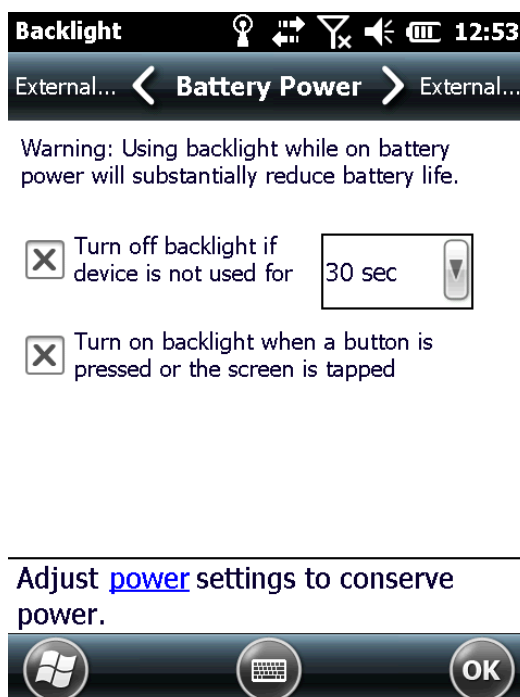 Backlight 12:53
External... Battery Power External...
Warning: Using backlight while on battery
power will substantially reduce battery life.
Turn off backlight if
device is not used for 30 sec
Turn on backlight when a button is
pressed or the screen is tapped
Adjust power settings to conserve
power.
OK